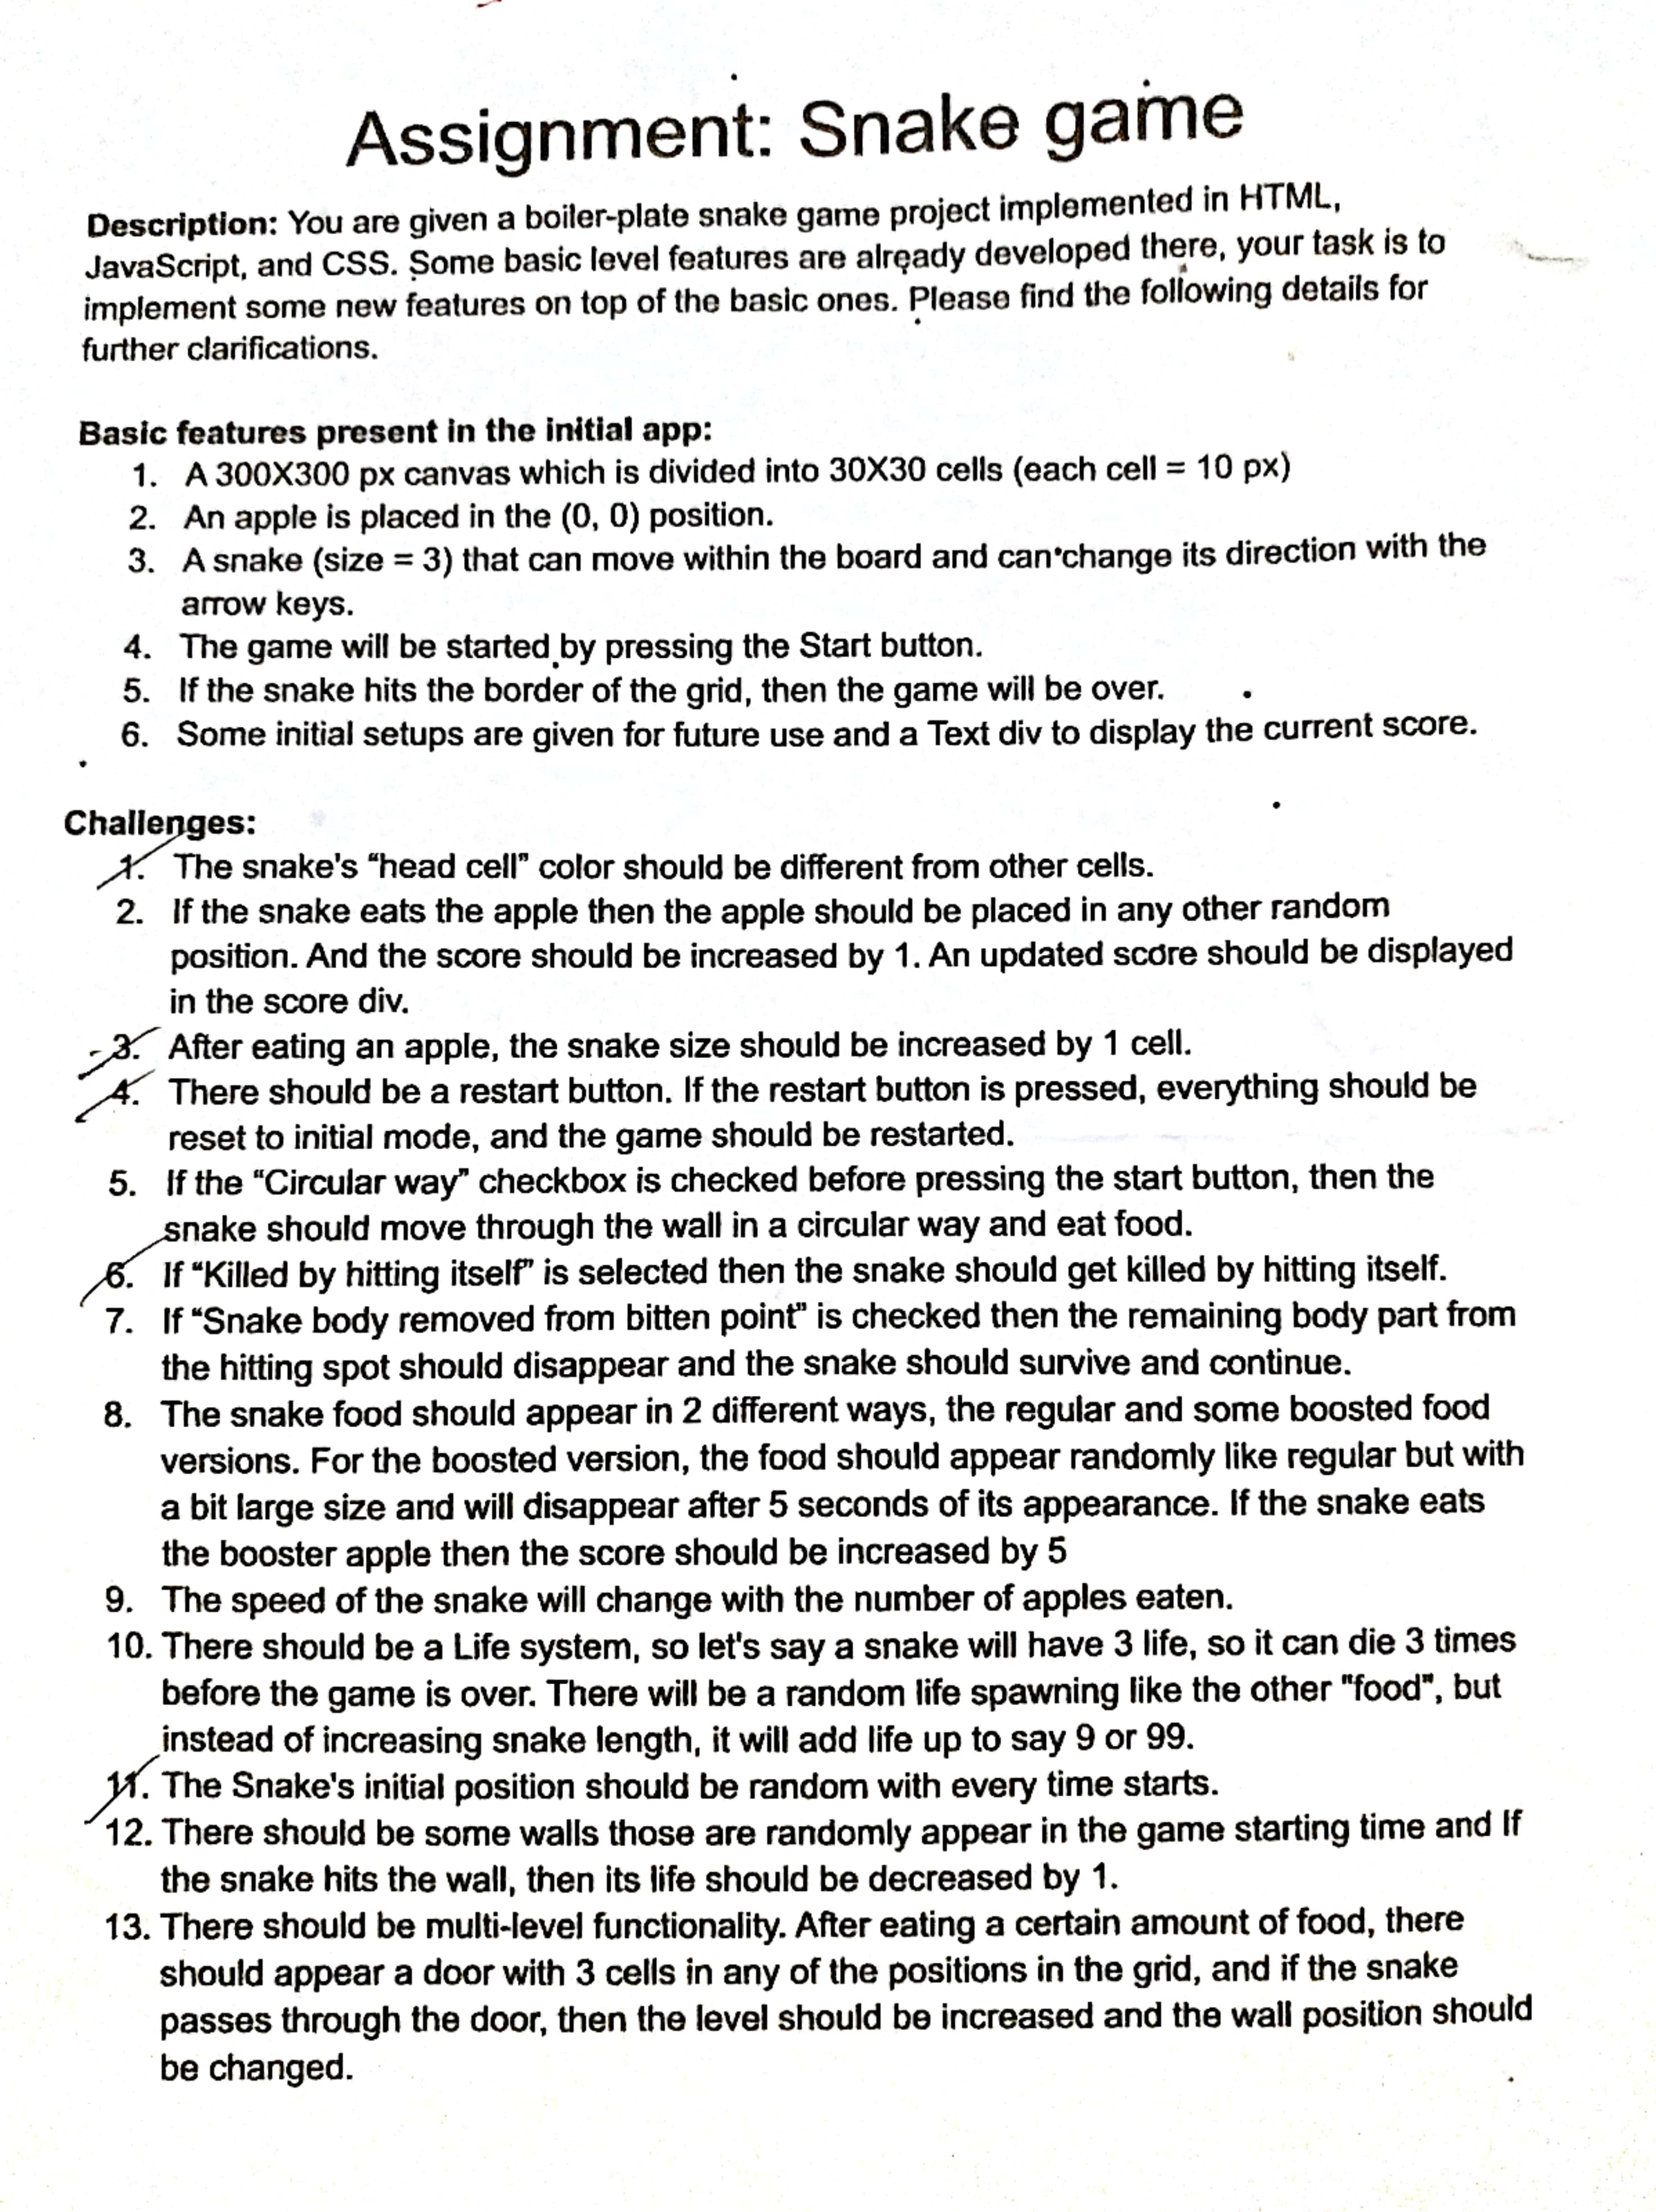 Assignment: Snake game
Description: You are given a boiler-plate snake game project implemented in HTML,
JavaScript, and CSS. Some basic level features are already developed there, your task is to
implement some new features on top of the basic ones. Please find the following details for
further clarifications.
Basic features present in the initial app:
1. A 300X300 px canvas which is divided into 30X30 cells (each cell = 10 px)
2. An apple is placed in the (0, 0) position.
3. A snake (size = 3) that can move within the board and can change its direction with the
arrow keys.
4. The game will be started by pressing the Start button.
5. If the snake hits the border of the grid, then the game will be over.
6. Some initial setups are given for future use and a Text div to display the current score.
Challenges:
1. The snake's “head cell” color should be different from other cells.
2. If the snake eats the apple then the apple should be placed in any other random
position. And the score should be increased by 1. An updated score should be displayed
in the score div.
3. After eating an apple, the snake size should be increased by 1 cell.
4. There should be a restart button. If the restart button is pressed, everything should be
reset to initial mode, and the game should be restarted.
5. If the “Circular way” checkbox is checked before pressing the start button, then the
snake should move through the wall in a circular way and eat food.
6. If “Killed by hitting itself” is selected then the snake should get killed by hitting itself.
7. If “Snake body removed from bitten point” is checked then the remaining body part from
the hitting spot should disappear and the snake should survive and continue.
8. The snake food should appear in 2 different ways, the regular and some boosted food
versions. For the boosted version, the food should appear randomly like regular but with
a bit large size and will disappear after 5 seconds of its appearance. If the snake eats
the booster apple then the score should be increased by 5
9. The speed of the snake will change with the number of apples eaten.
10. There should be a Life system, so let's say a snake will have 3 life, so it can die 3 times
before the game is over. There will be a random life spawning like the other "food", but
instead of increasing snake length, it will add life up to say 9 or 99.
11. The Snake's initial position should be random with every time starts.
12. There should be some walls those are randomly appear in the game starting time and If
the snake hits the wall, then its life should be decreased by 1.
13. There should be multi-level functionality. After eating a certain amount of food, there
should appear a door with 3 cells in any of the positions in the grid, and if the snake
passes through the door, then the level should be increased and the wall position should
be changed.